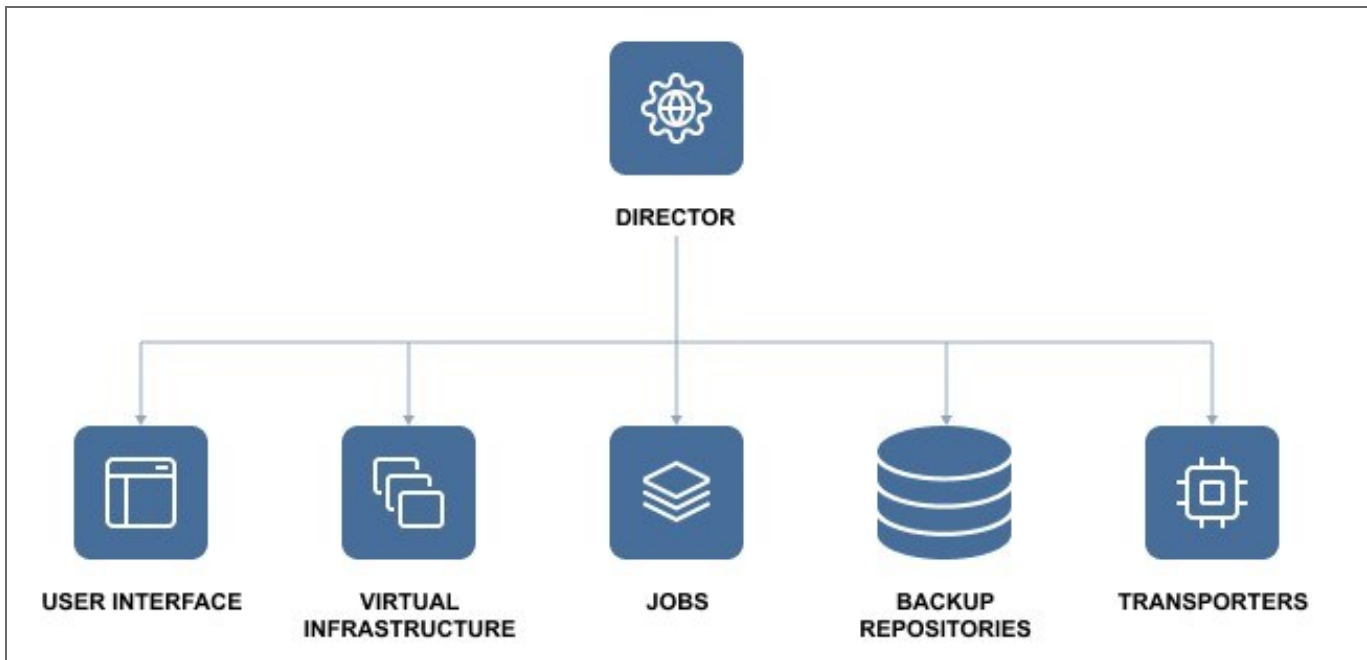 DIRECTOR
USER INTERFACE
VIRTUAL
INFRASTRUCTURE
JOBS
BACKUP
REPOSITORIES
TRANSPORTERS